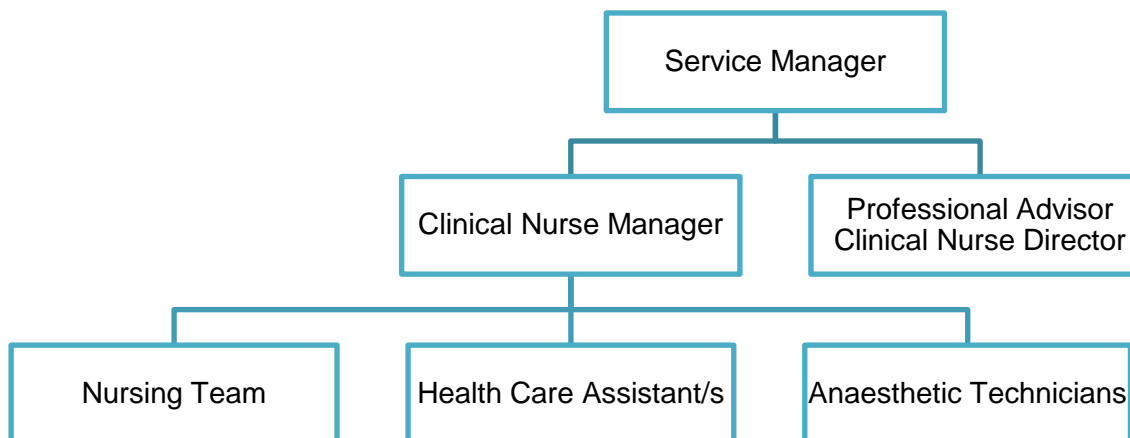 Service Manager
Clinical Nurse Manager
Professional Advisor
Clinical Nurse Director
Nursing Team
Health Care Assistant/s
Anaesthetic Technicians